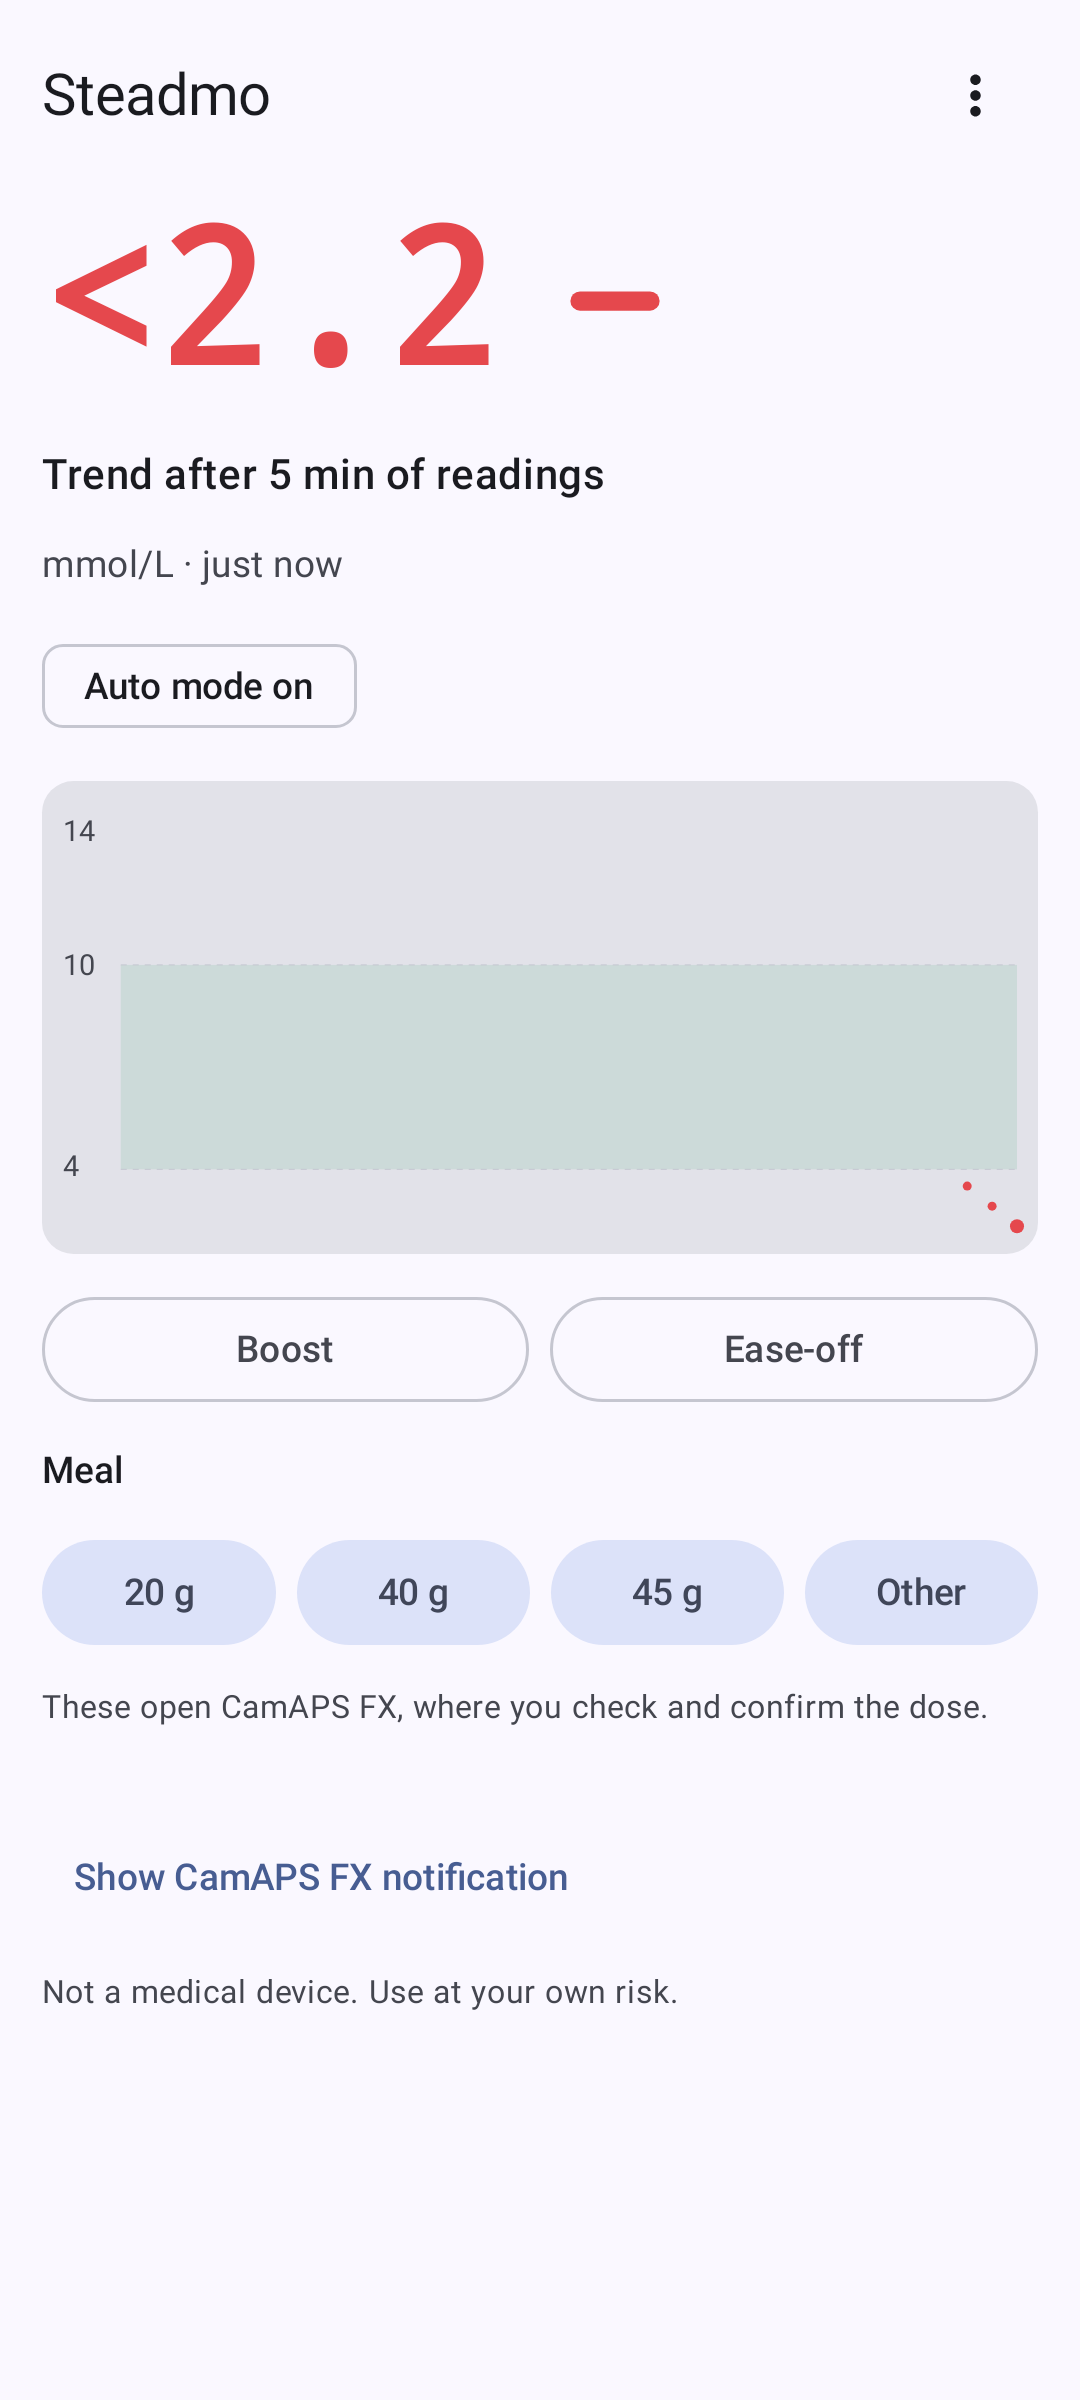 Steadmo
<2.2 –
Trend after 5 min of readings
mmol/L · just now
Auto mode on
14
10
4
Boost
Ease-off
Meal
20 g
40 g
45 g
Other
These open CamAPS FX, where you check and confirm the dose.
Show CamAPS FX notification
Not a medical device. Use at your own risk.